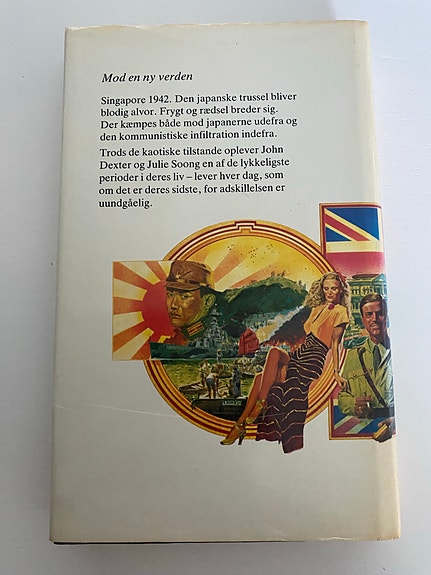 Mod en ny verden
Singapore 1942. Den japanske trussel bliver
blodig alvor. Frygt og rædsel breder sig.
Der kæmpes både mod japanerne udefra og
den kommunistiske infiltration indefra.
Trods de kaotiske tilstande oplever John
Dexter og Julie Soong en af de lykkeligste
perioder i deres liv – lever hver dag, som
om det er deres sidste, for adskillelsen er
uundgåelig.